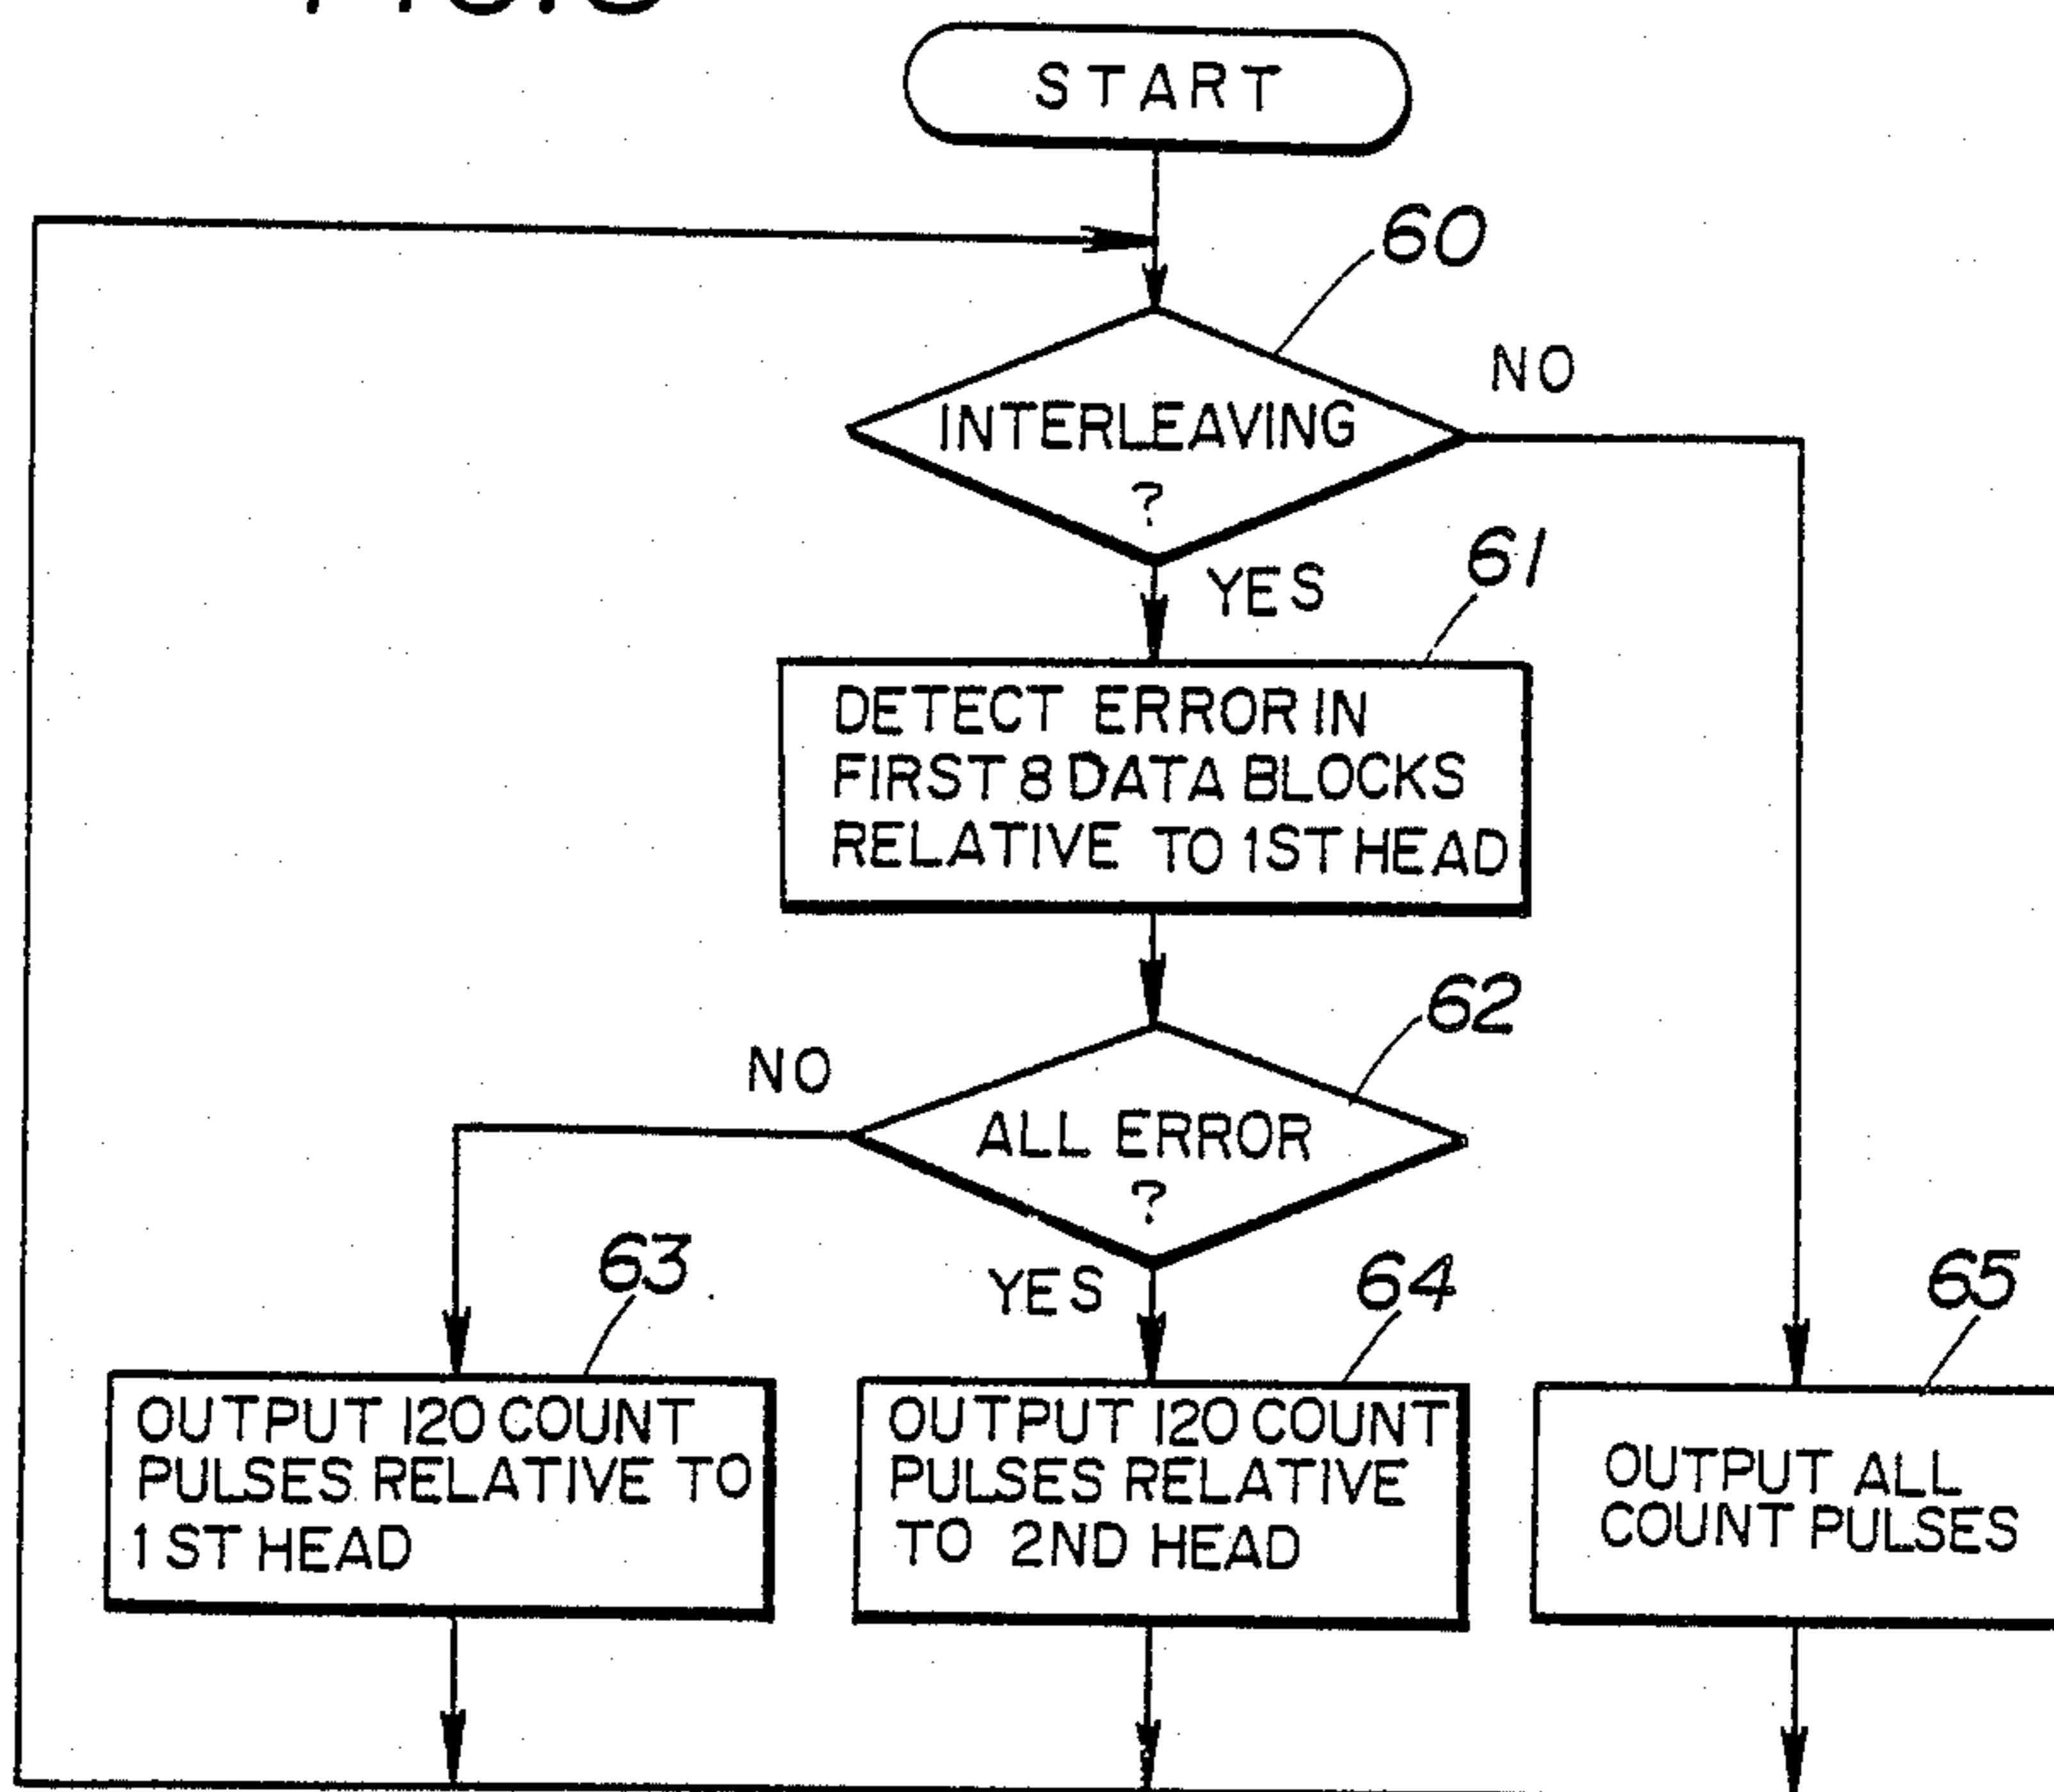 START
60
NO
INTERLEAVING
?
YES
61
DETECT ERROR IN
FIRST 8 DATA BLOCKS
RELATIVE TO 1ST HEAD
62
NO
ALL ERROR
?
YES
63
64
65
OUTPUT 120 COUNT
PULSES RELATIVE TO
1ST HEAD
OUTPUT 120 COUNT
PULSES RELATIVE
TO 2ND HEAD
OUTPUT ALL
COUNT PULSES